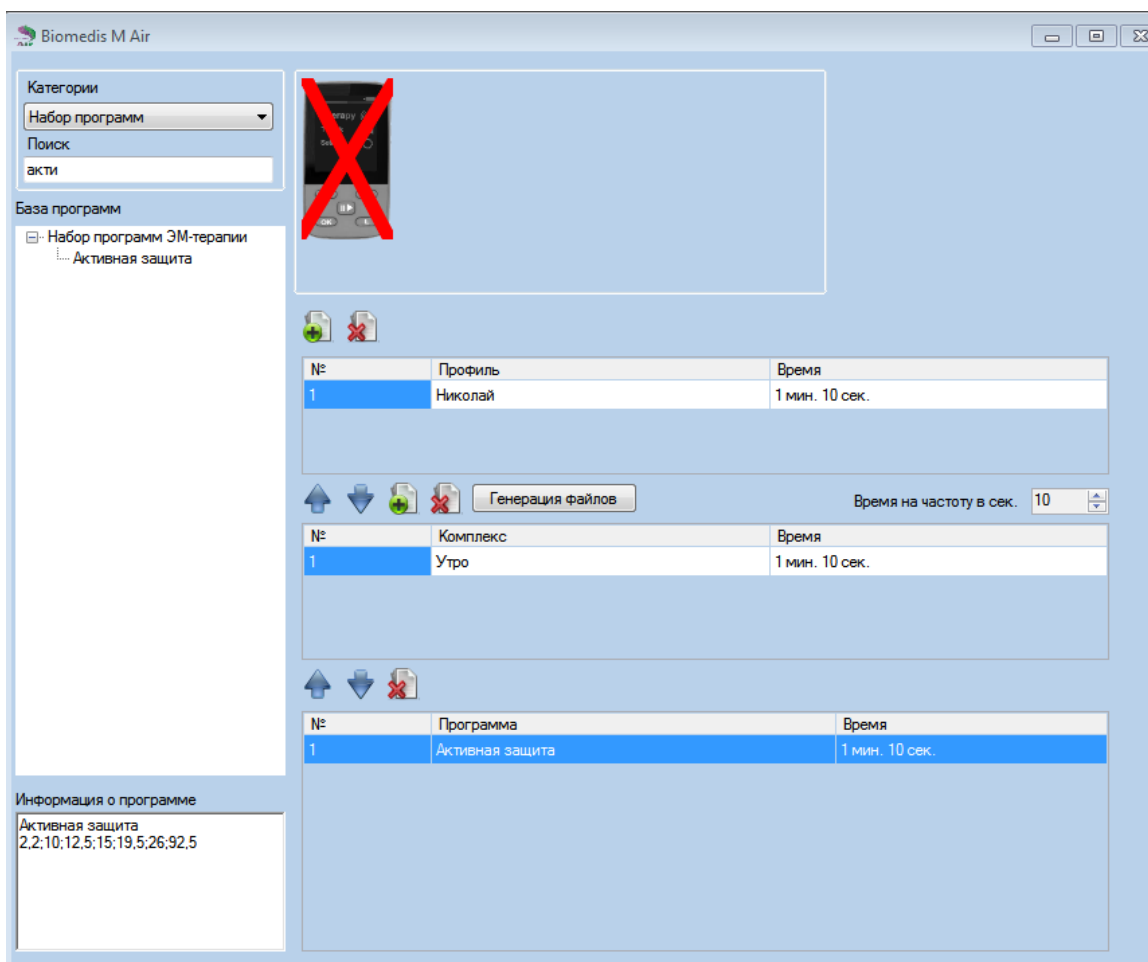 Biomedis M Air
Категории
Набор программ
Поиск
акти
База программ
Набор программ ЭМ-терапии
Активная защита
№ Профиль Время
1 Николай 1 мин. 10 сек.
Генерация файлов Время на частоту в сек. 10
№ Комплекс Время
1 Утро 1 мин. 10 сек.
№ Программа Время
1 Активная защита 1 мин. 10 сек.
Информация о программе
Активная защита
2,2;10;12,5;15;19,5;26;92,5